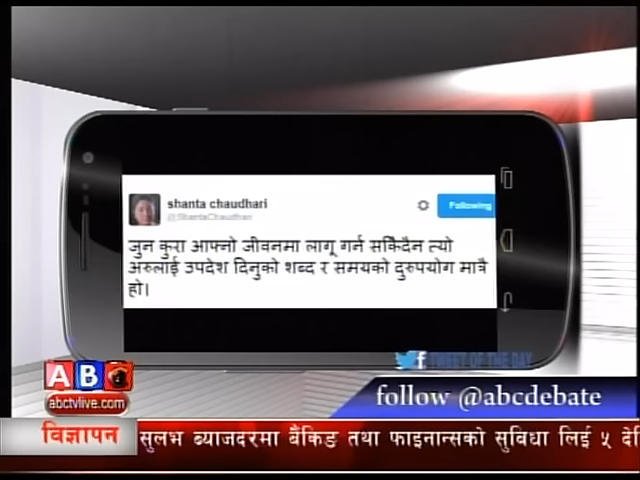 shanta chaudhari
@ShantaChaudhari
Following
जुन कुरा आफ्नो जीवनमा लागू गर्न सकिदैन त्यो
अरुलाई उपदेश दिनुको शब्द र समयको दुरुपयोग मात्रै
हो।
TWEET OF THE DAY
ABC
abctvlive.com
follow @abcdebate
विज्ञापन
सुलभ ब्याजदरमा बैंकिङ तथा फाइनान्सको सुविधा लिई ५ दे